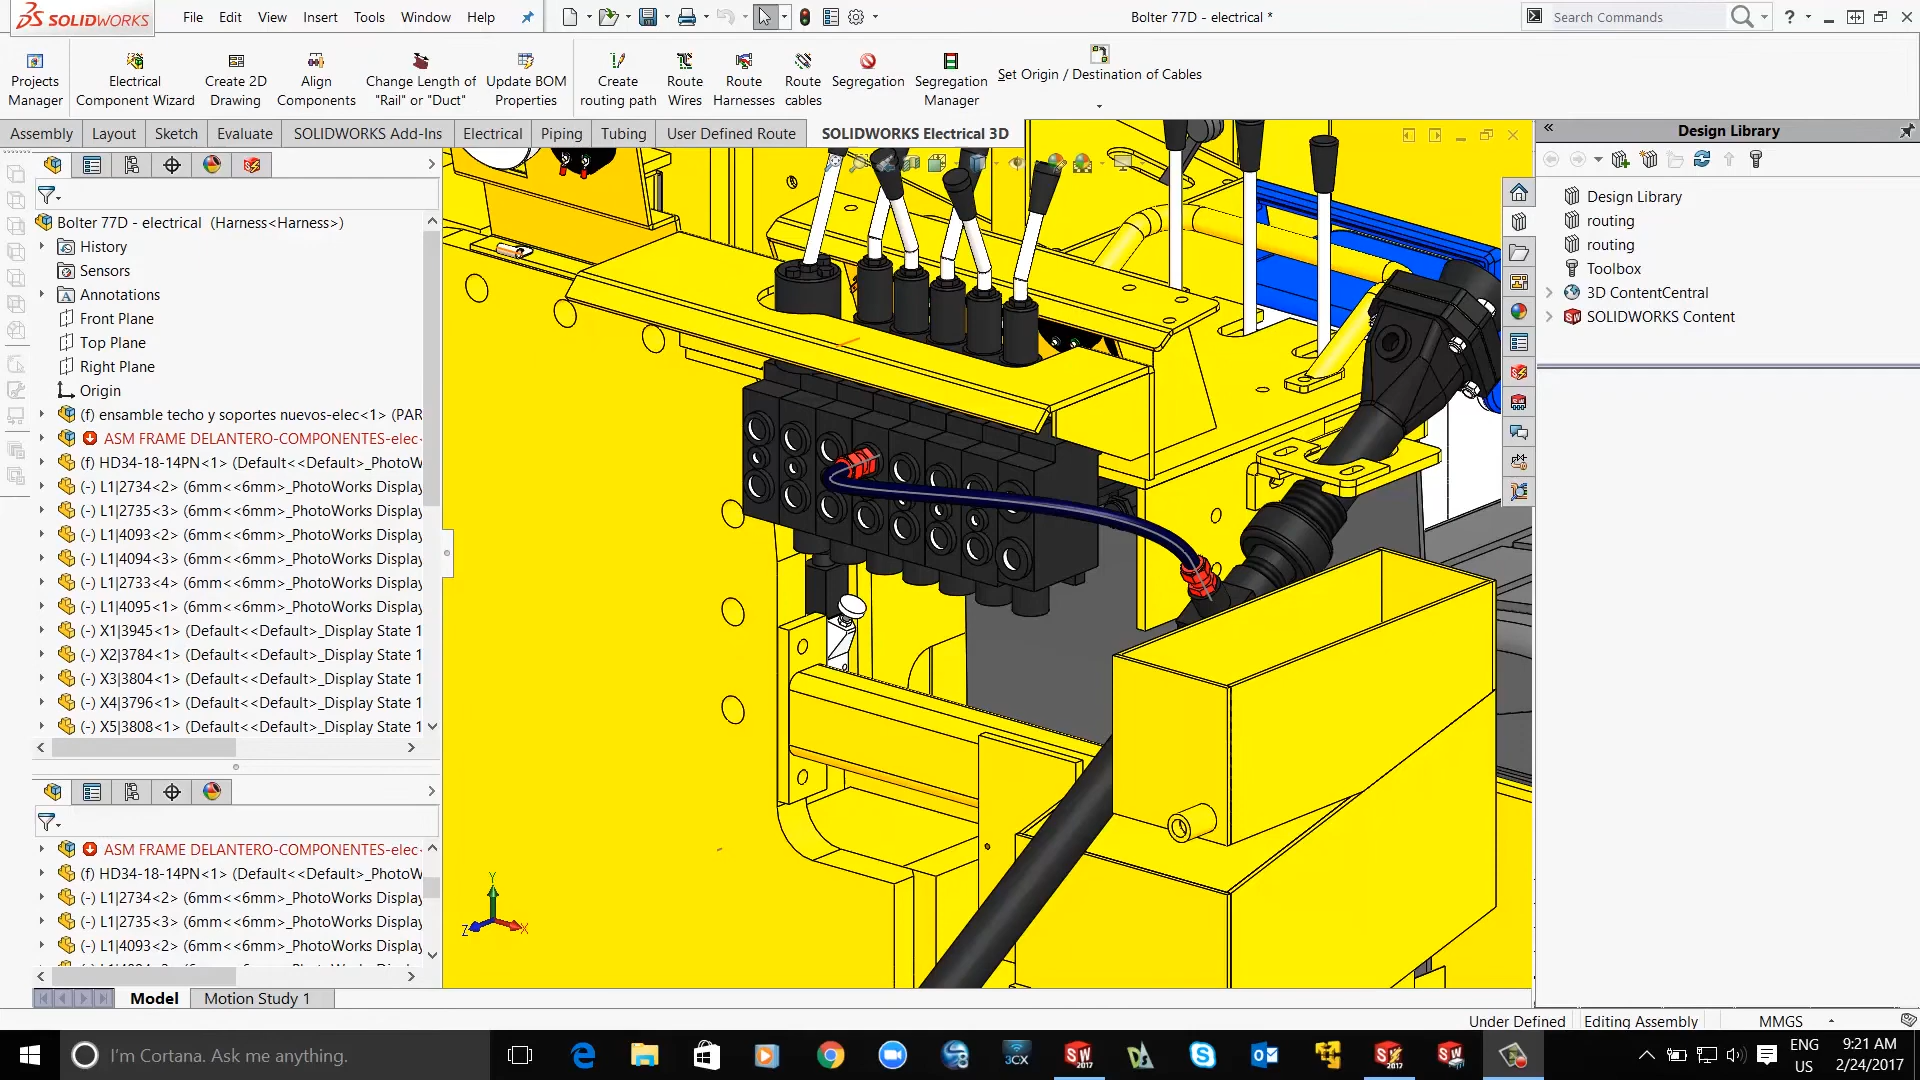 SOLIDWORKS
File Edit View Insert Tools Window Help
Bolter 77D - electrical *
Search Commands
Projects Manager
Electrical Component Wizard
Create 2D Drawing
Align Components
Change Length of "Rail" or "Duct"
Update BOM Properties
Create routing path
Route Wires
Route Harnesses
Route cables
Segregation
Segregation Manager
Set Origin / Destination of Cables
Assembly Layout Sketch Evaluate SOLIDWORKS Add-Ins Electrical Piping Tubing User Defined Route SOLIDWORKS Electrical 3D
Bolter 77D - electrical (Harness<Harness>)
History
Sensors
Annotations
Front Plane
Top Plane
Right Plane
Origin
(f) ensamble techo y soportes nuevos-elec<1> (PAR
ASM FRAME DELANTERO-COMPONENTES-elec<
(f) HD34-18-14PN<1> (Default<<Default>_PhotoW
(-) L1|2734<2> (6mm<<6mm>_PhotoWorks Display
(-) L1|2735<3> (6mm<<6mm>_PhotoWorks Display
(-) L1|4093<2> (6mm<<6mm>_PhotoWorks Display
(-) L1|4094<3> (6mm<<6mm>_PhotoWorks Display
(-) L1|2733<4> (6mm<<6mm>_PhotoWorks Display
(-) L1|4095<1> (6mm<<6mm>_PhotoWorks Display
(-) X1|3945<1> (Default<<Default>_Display State 1
(-) X2|3784<1> (Default<<Default>_Display State 1
(-) X3|3804<1> (Default<<Default>_Display State 1
(-) X4|3796<1> (Default<<Default>_Display State 1
(-) X5|3808<1> (Default<<Default>_Display State 1
ASM FRAME DELANTERO-COMPONENTES-elec<
(f) HD34-18-14PN<1> (Default<<Default>_PhotoW
(-) L1|2734<2> (6mm<<6mm>_PhotoWorks Display
(-) L1|2735<3> (6mm<<6mm>_PhotoWorks Display
(-) L1|4093<2> (6mm<<6mm>_PhotoWorks Display
Y
Z
X
Design Library
Design Library
routing
routing
Toolbox
3D ContentCentral
SOLIDWORKS Content
Model
Motion Study 1
Under Defined
Editing Assembly
MMGS
I'm Cortana. Ask me anything.
3CX
SW 2017
ENG
US
9:21 AM
2/24/2017